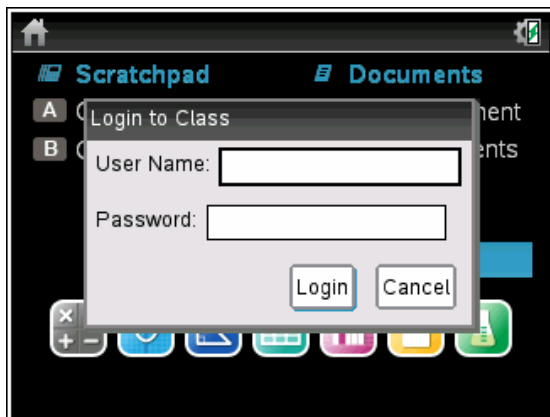 Scratchpad Documents
A
Login to Class
B
User Name:
Password:
Login Cancel